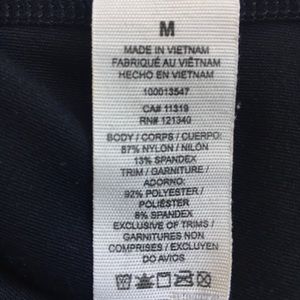 M
MADE IN VIETNAM
FABRIQUÉ AU VIÊTNAM
HECHO EN VIETNAM
100013547
CA# 11319
RN# 121340
BODY / CORPS / CUERPO:
87% NYLON / NILÓN
13% SPANDEX
TRIM / GARNITURE /
ADORNO:
92% POLYESTER /
POLIÉSTER
8% SPANDEX
EXCLUSIVE OF TRIMS /
GARNITURES NON
COMPRISES / EXCLUYEN
DO AVIOS